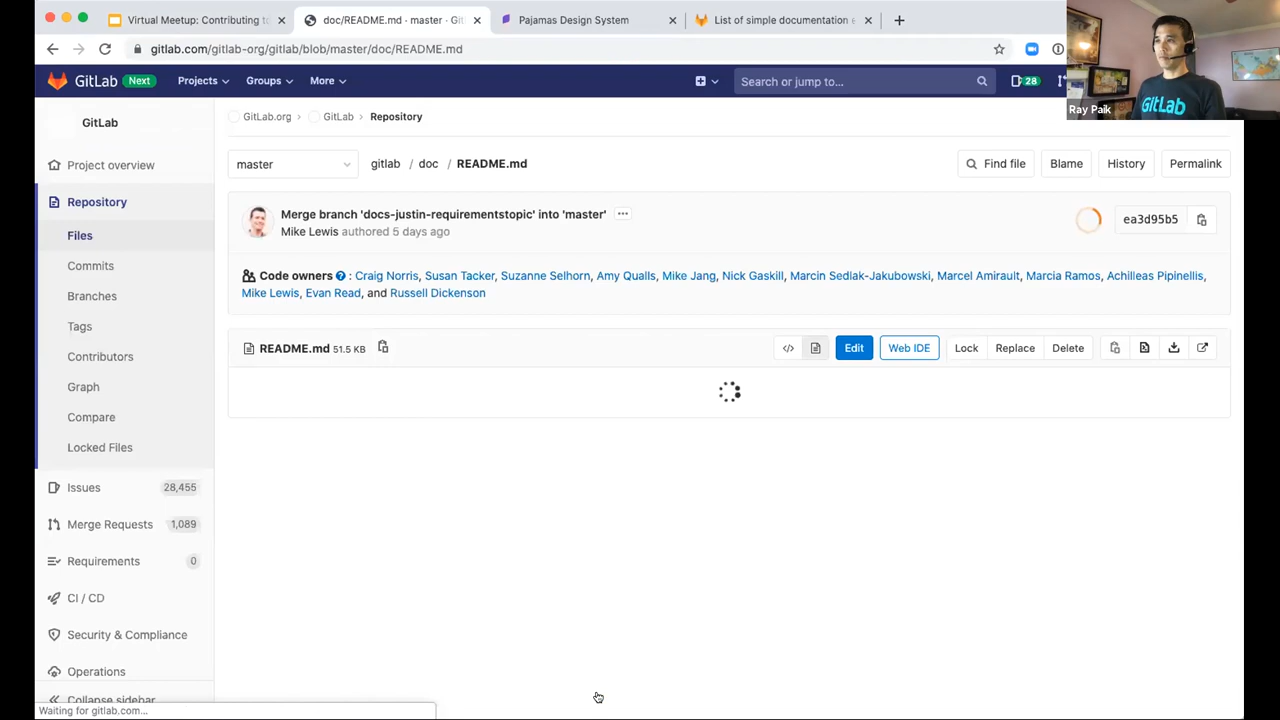 Virtual Meetup: Contributing to
doc/README.md · master · Git
Pajamas Design System
List of simple documentation e
gitlab.com/gitlab-org/gitlab/blob/master/doc/README.md
GitLab Next Projects Groups More Search or jump to... 28
Ray Paik
GitLab
GitLab
GitLab.org > GitLab > Repository
Project overview
master gitlab / doc / README.md Find file Blame History Permalink
Repository
Files
Commits
Branches
Tags
Contributors
Graph
Compare
Locked Files
Issues 28,455
Merge Requests 1,089
Requirements 0
CI / CD
Security & Compliance
Operations
Collapse sidebar
Merge branch 'docs-justin-requirementstopic' into 'master' ...
Mike Lewis authored 5 days ago
ea3d95b5
Code owners ? : Craig Norris, Susan Tacker, Suzanne Selhorn, Amy Qualls, Mike Jang, Nick Gaskill, Marcin Sediak-Jakubowski, Marcel Amirault, Marcia Ramos, Achilleas Pipinellis,
Mike Lewis, Evan Read, and Russell Dickenson
README.md 51.5 KB </> Edit Web IDE Lock Replace Delete
Waiting for gitlab.com...